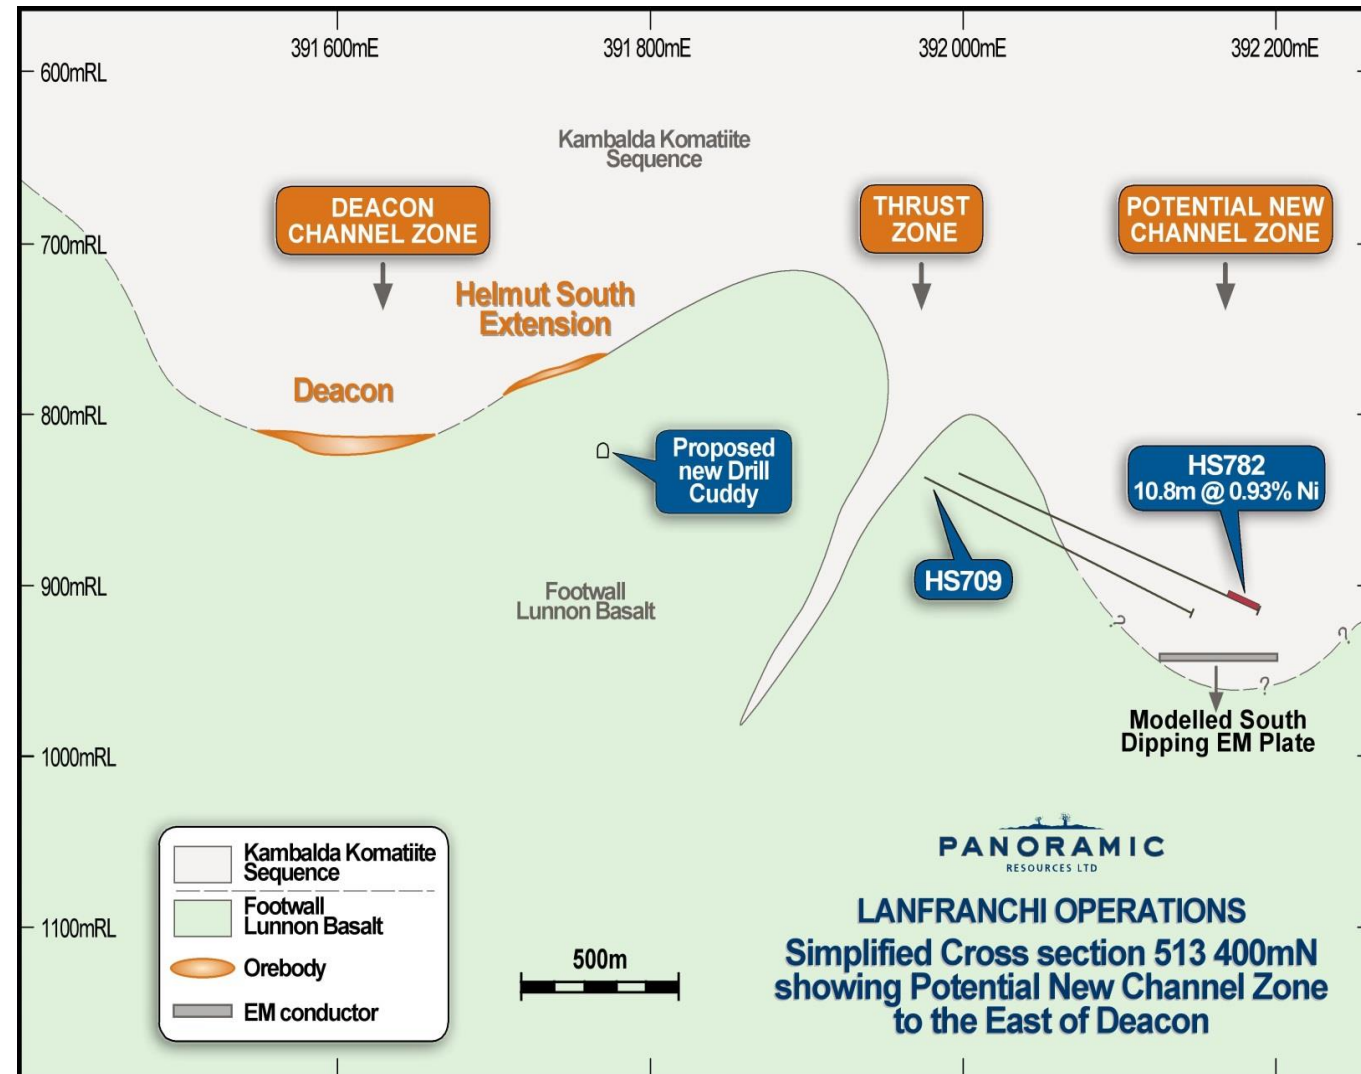 391 600mE
391 800mE
392 000mE
392 200mE
600mRL
Kambalda Komatiite
Sequence
DEACON
CHANNEL ZONE
THRUST
ZONE
POTENTIAL NEW
CHANNEL ZONE
700mRL
Helmut South
Extension
Deacon
800mRL
Proposed
new Drill
Cuddy
HS782
10.8m @ 0.93% Ni
HS709
900mRL
Footwall
Lunnon Basalt
?
?
?
Modelled South
Dipping EM Plate
1000mRL
Kambalda Komatiite
Sequence
Footwall
Lunnon Basalt
Orebody
EM conductor
1100mRL
500m
PANORAMIC
RESOURCES LTD
LANFRANCHI OPERATIONS
Simplified Cross section 513 400mN
showing Potential New Channel Zone
to the East of Deacon